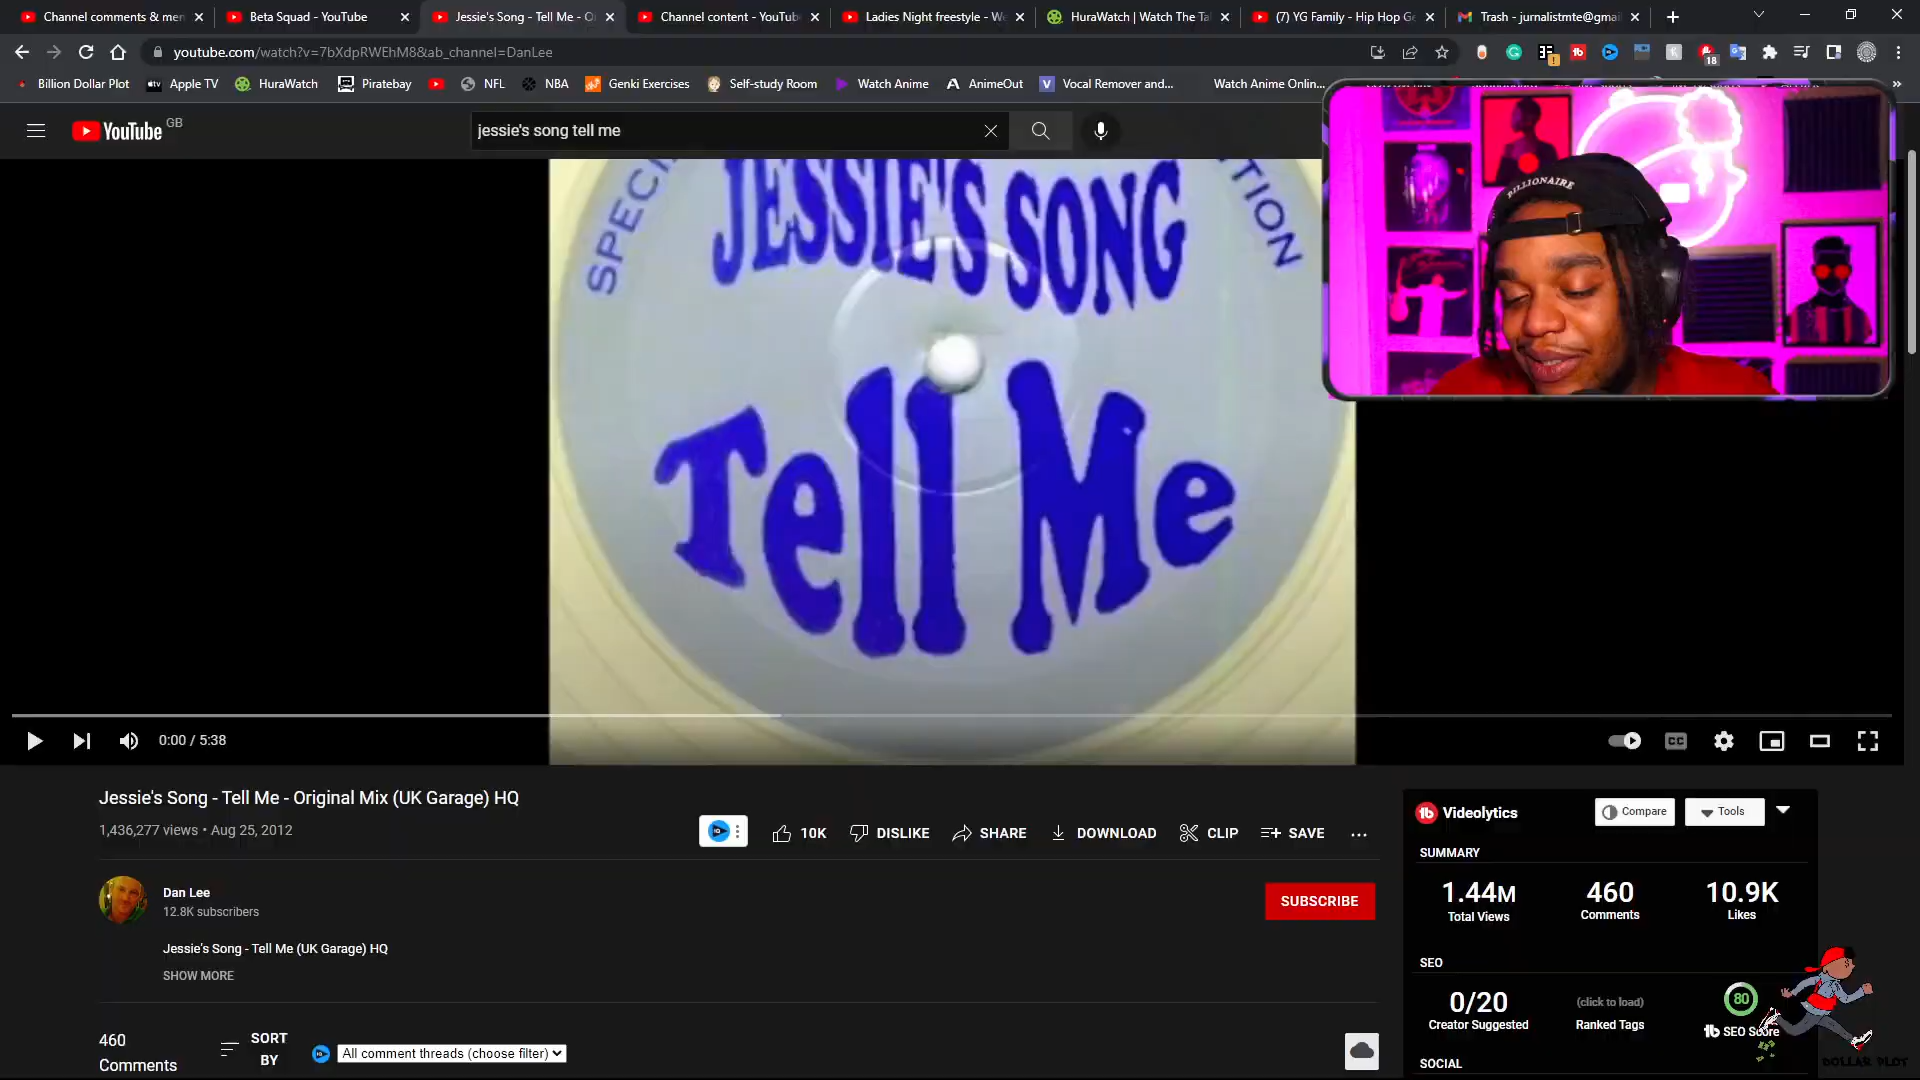 Channel comments & men
Beta Squad - YouTube
Jessie's Song - Tell Me - O
Channel content - YouTub
Ladies Night freestyle - W
HuraWatch | Watch The Ta
(7) YG Family - Hip Hop G
Trash - jurnalistmte@gmai
youtube.com/watch?v=7bXdpRWEhM8&ab_channel=DanLee
18
Billion Dollar Plot
Apple TV
HuraWatch
Piratebay
NFL
NBA
Genki Exercises
Self-study Room
Watch Anime
AnimeOut
Vocal Remover and...
Watch Anime Online,...
YouTube GB
jessie's song tell me
BILLIONAIRE
SPECI
TION
JESSIE'S SONG
Tell Me
0:00 / 5:38
CC
Jessie's Song - Tell Me - Original Mix (UK Garage) HQ
1,436,277 views • Aug 25, 2012
10K
DISLIKE
SHARE
DOWNLOAD
CLIP
SAVE
Dan Lee
12.8K subscribers
SUBSCRIBE
Jessie's Song - Tell Me (UK Garage) HQ
SHOW MORE
460
Comments
SORT
BY
All comment threads (choose filter)
Videolytics
Compare
Tools
SUMMARY
1.44M
Total Views
460
Comments
10.9K
Likes
SEO
0/20
Creator Suggested
(click to load)
Ranked Tags
80
SEO Score
SOCIAL
DOLLAR PLOT